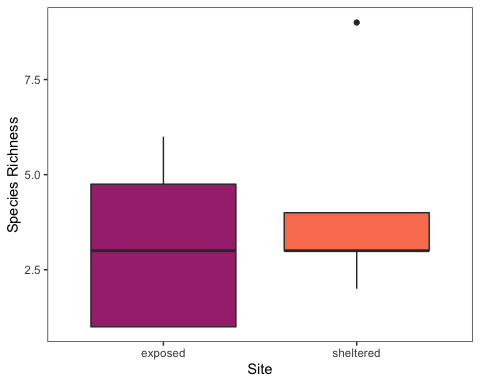 Species Richness
7.5
5.0
2.5
exposed sheltered
Site